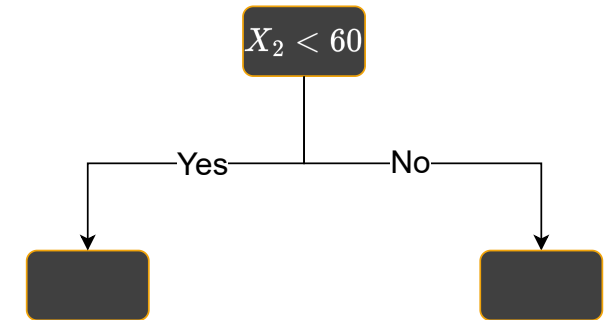 X₂ < 60
Yes
No